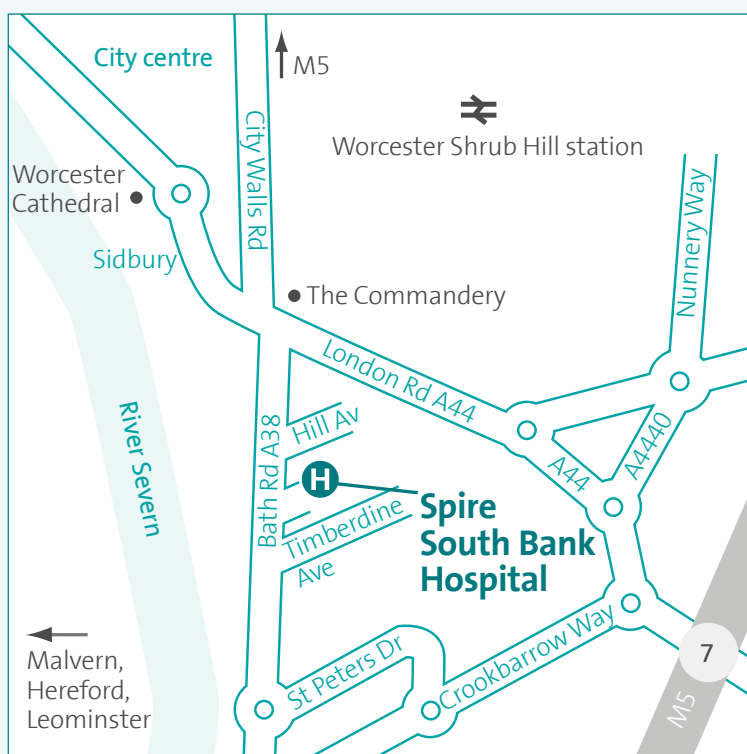 City centre
M5
Worcester Shrub Hill station
City Walls Rd
Worcester
Cathedral
Nunnery Way
Sidbury
The Commandery
London Rd A44
River Severn
Bath Rd A38
Hill Av
H
A44
A4440
Spire
South Bank
Hospital
Timberdine
Ave
Malvern,
Hereford,
Leominster
St Peters Dr
Crookbarrow Way
7
M5